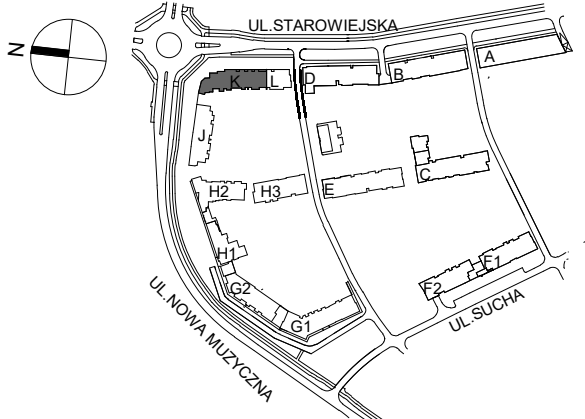 UL.STAROWIEJSKA
N
A
B
D
L
K
J
C
E
H3
H2
H1
G2
G1
F1
F2
UL.SUCHA
UL.NOWA MUZYCZNA